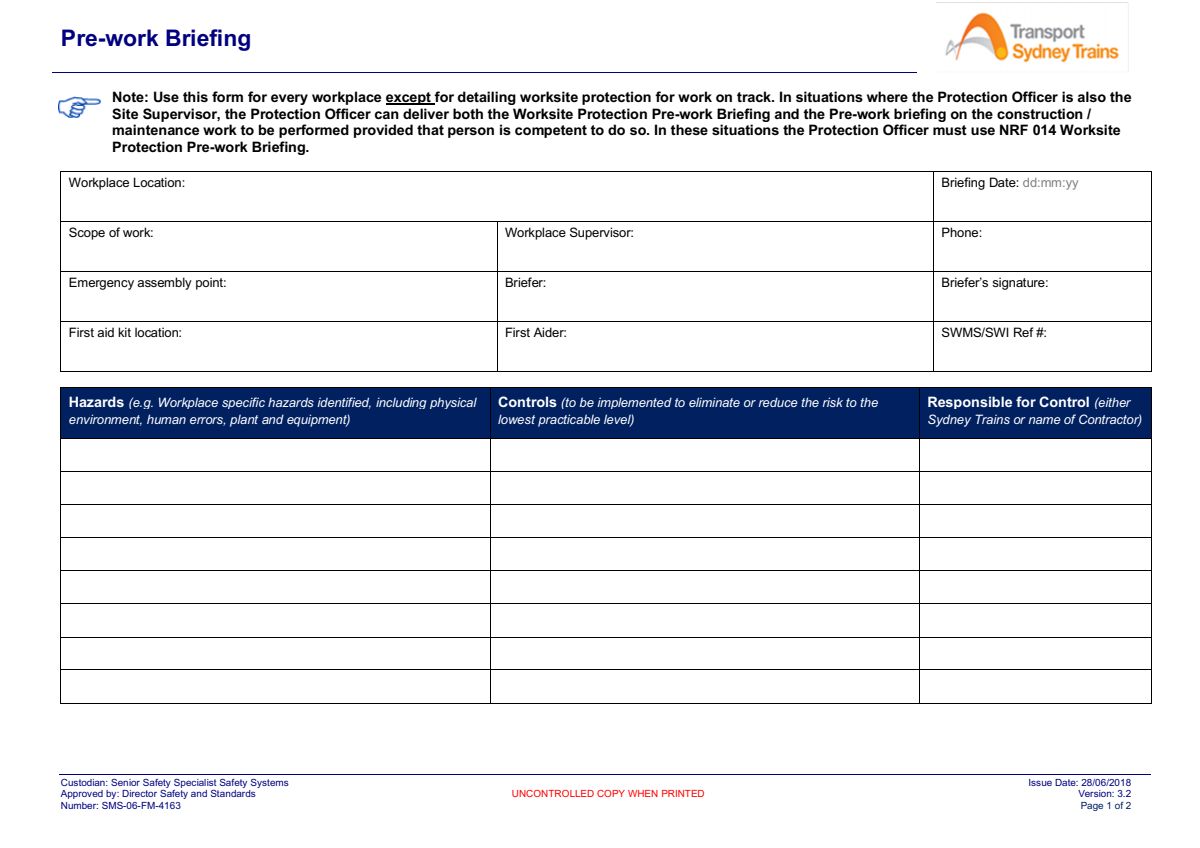 Pre-work Briefing
Transport
Sydney Trains
Note: Use this form for every workplace except for detailing worksite protection for work on track. In situations where the Protection Officer is also the
Site Supervisor, the Protection Officer can deliver both the Worksite Protection Pre-work Briefing and the Pre-work briefing on the construction /
maintenance work to be performed provided that person is competent to do so. In these situations the Protection Officer must use NRF 014 Worksite
Protection Pre-work Briefing.
Workplace Location:
Briefing Date: dd:mm:yy
Scope of work:
Workplace Supervisor:
Phone:
Emergency assembly point:
Briefer:
Briefer's signature:
First aid kit location:
First Aider:
SWMS/SWI Ref #:
Hazards (e.g. Workplace specific hazards identified, including physical
environment, human errors, plant and equipment)
Controls (to be implemented to eliminate or reduce the risk to the
lowest practicable level)
Responsible for Control (either
Sydney Trains or name of Contractor)
Custodian: Senior Safety Specialist Safety Systems
Approved by: Director Safety and Standards
Number: SMS-06-FM-4163
UNCONTROLLED COPY WHEN PRINTED
Issue Date: 28/06/2018
Version: 3.2
Page 1 of 2